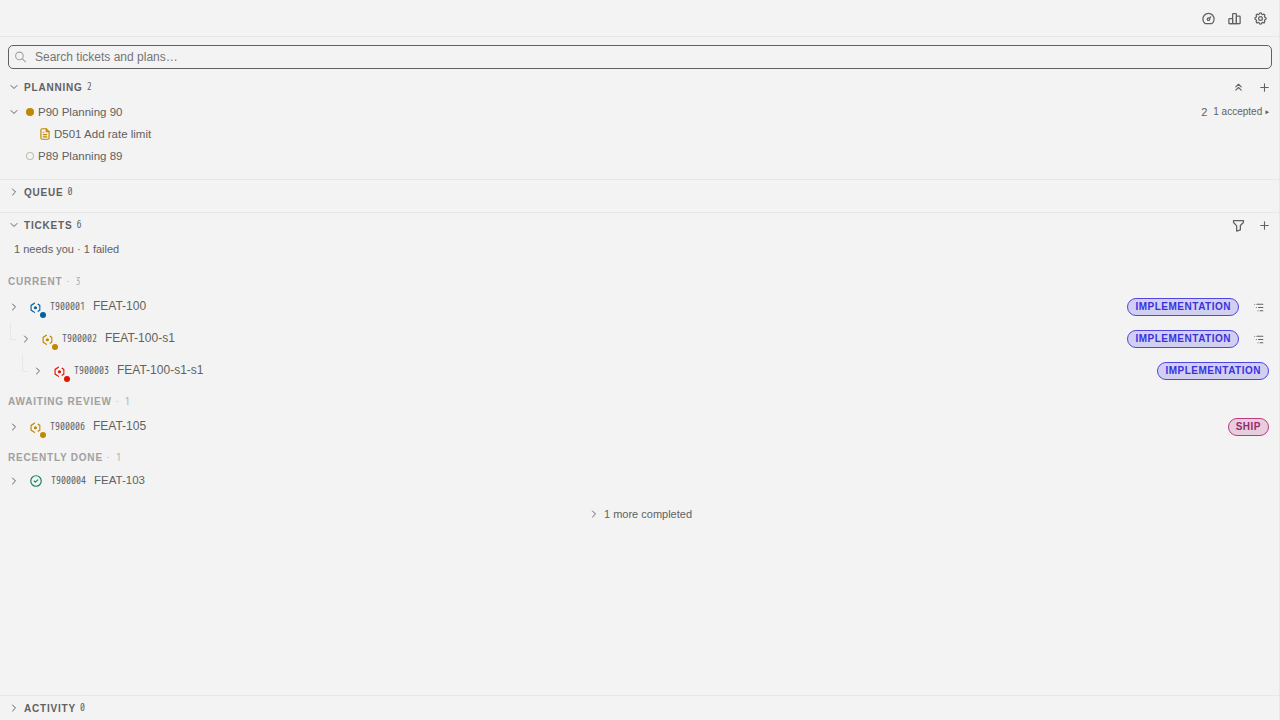 Search tickets and plans…
PLANNING 2
P90 Planning 90 2 1 accepted ▸
D501 Add rate limit
P89 Planning 89
QUEUE 0
TICKETS 6
1 needs you · 1 failed
CURRENT · 3
T900001 FEAT-100 IMPLEMENTATION
T900002 FEAT-100-s1 IMPLEMENTATION
T900003 FEAT-100-s1-s1 IMPLEMENTATION
AWAITING REVIEW · 1
T900006 FEAT-105 SHIP
RECENTLY DONE · 1
T900004 FEAT-103
1 more completed
ACTIVITY 0